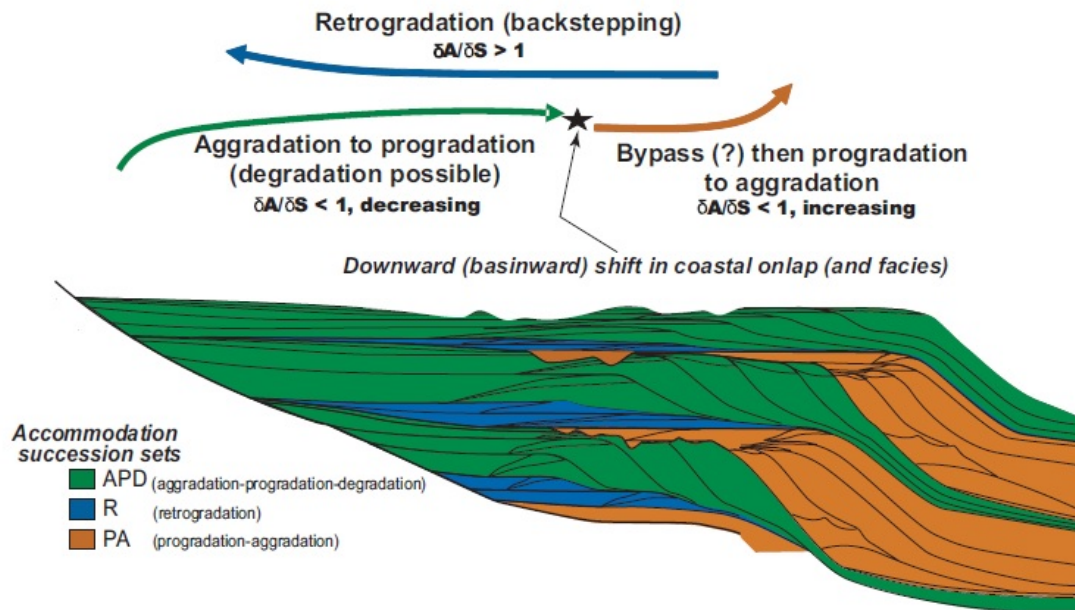 Retrogradation (backstepping)
δA/δS > 1
Aggradation to progradation
(degradation possible)
δA/δS < 1, decreasing
Bypass (?) then progradation
to aggradation
δA/δS < 1, increasing
Downward (basinward) shift in coastal onlap (and facies)
Accommodation
succession sets
APD (aggradation-progradation-degradation)
R (retrogradation)
PA (progradation-aggradation)